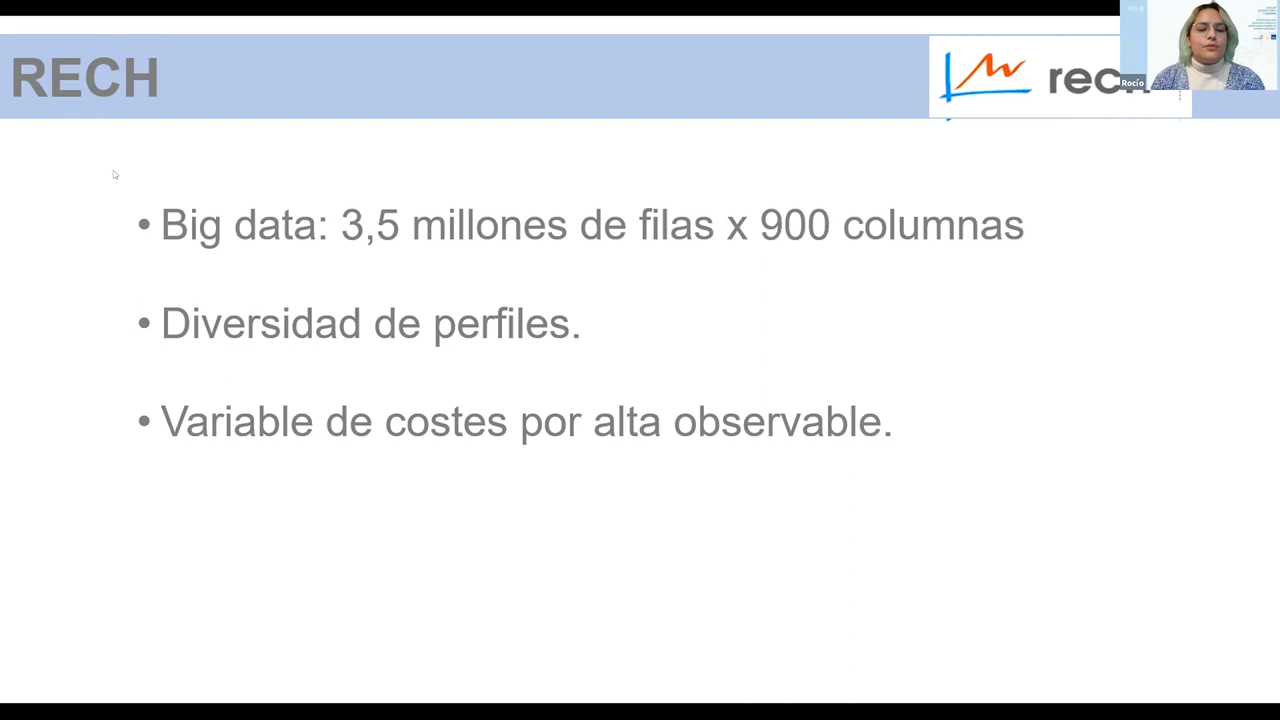 RECH
rech
Rocío
• Big data: 3,5 millones de filas x 900 columnas
• Diversidad de perfiles.
• Variable de costes por alta observable.